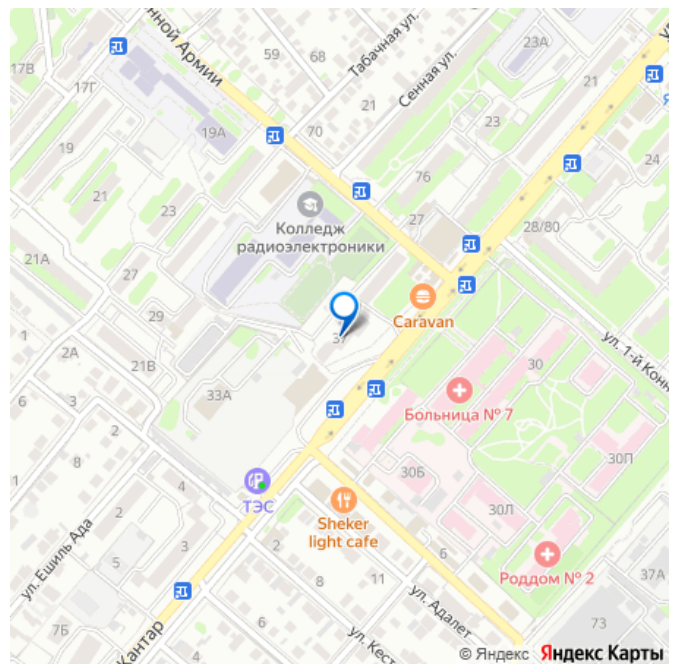 нной Армии
59
68
Табачная ул.
Сенная ул.
23А
ул.
17В
17Г
21
21
19А
70
23
19
76
24
21
Колледж
радиоэлектроники
23
27
28/80
21А
27
Caravan
ул. 1-й Конн
1
29
37
2А
21В
30
33А
Больница № 7
6
3
2
30Б
30П
8
1
ТЭС
30Л
2
Sheker
light cafe
ул. Ешиль Ада
3
6
5
Роддом № 2
2
8
11
37А
ул. Адалет
7Б
6
73
Кантар
4
ул. Кест
© Яндекс Яндекс Карты